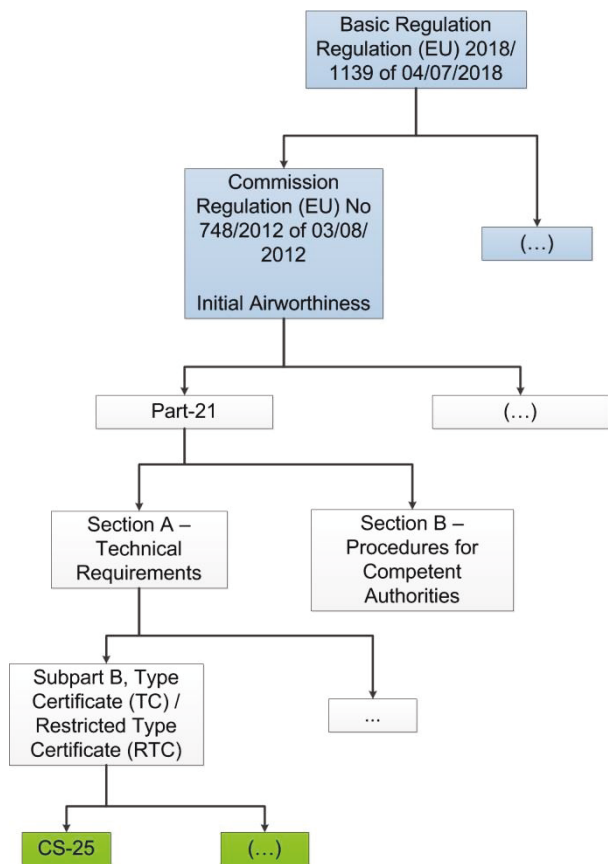 Basic Regulation
Regulation (EU) 2018/
1139 of 04/07/2018
Commission
Regulation (EU) No
748/2012 of 03/08/
2012
Initial Airworthiness
(…)
Part-21
(…)
Section A –
Technical
Requirements
Section B –
Procedures for
Competent
Authorities
Subpart B, Type
Certificate (TC) /
Restricted Type
Certificate (RTC)
...
CS-25
(…)